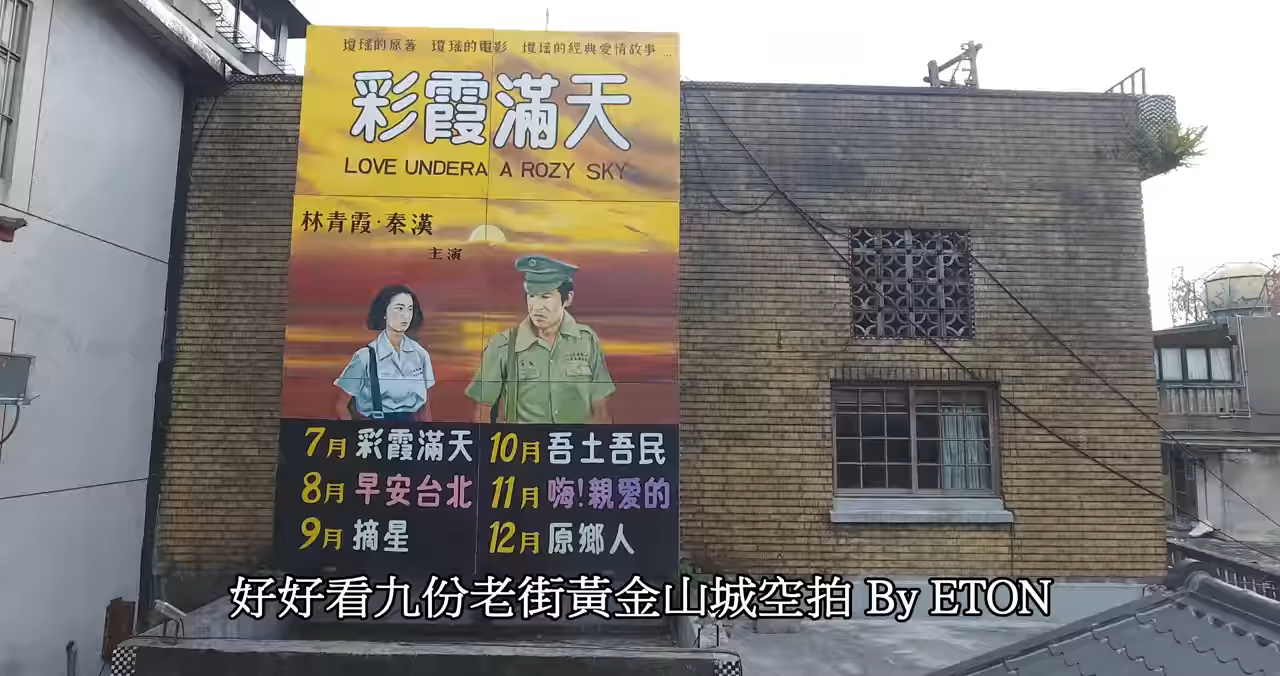 瓊瑤的原著 瓊瑤的電影 瓊瑤的經典愛情故事...
彩霞滿天
LOVE UNDERA A ROZY SKY
林青霞·秦漢
主演
7月彩霞滿天
8月早安台北
9月摘星
10月吾土吾民
11月嗨!親愛的
12月原鄉人
好好看九份老街黃金山城空拍 By ETON